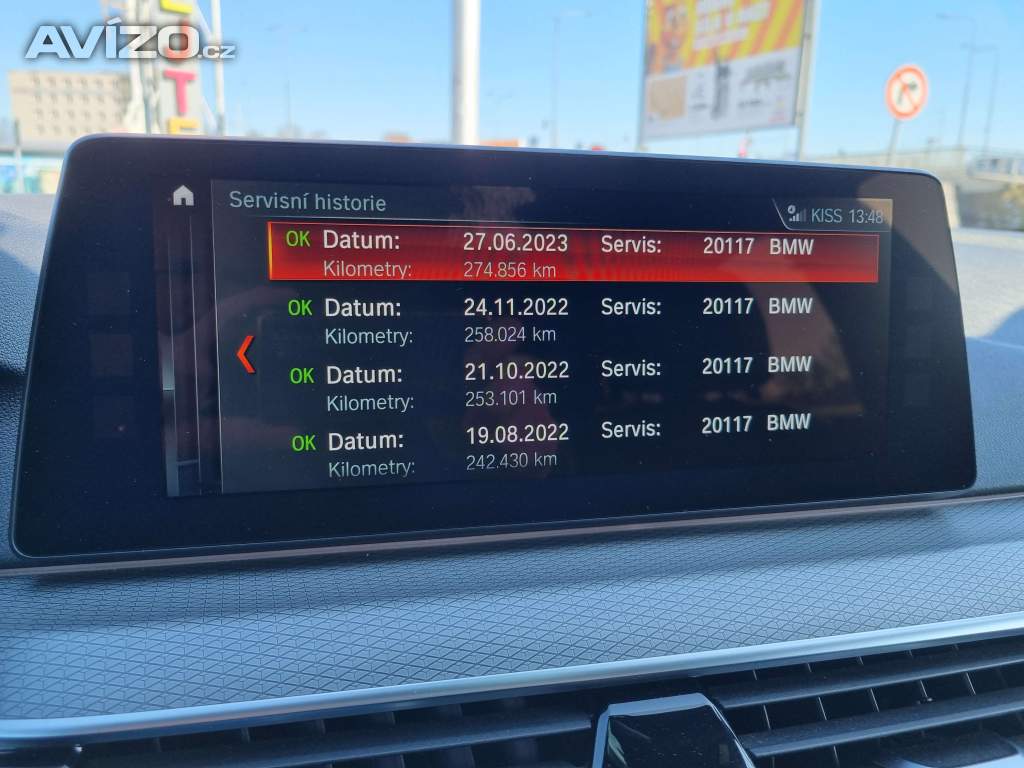 AVÍZO.cz
Servisní historie
KISS 13:48
OK Datum: 27.06.2023 Servis: 20117 BMW
Kilometry: 274.856 km
OK Datum: 24.11.2022 Servis: 20117 BMW
Kilometry: 258.024 km
OK Datum: 21.10.2022 Servis: 20117 BMW
Kilometry: 253.101 km
OK Datum: 19.08.2022 Servis: 20117 BMW
Kilometry: 242.430 km